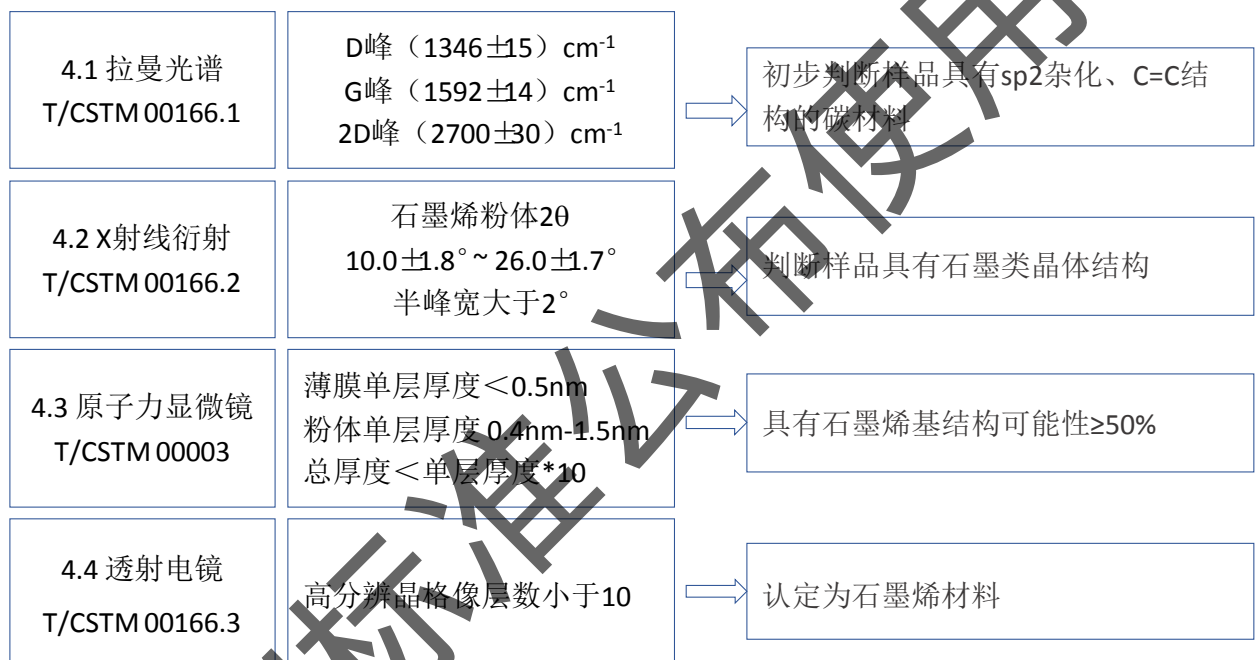 4.1 拉曼光谱
T/CSTM 00166.1
D峰（1346±15）cm-1
G峰（1592±14）cm-1
2D峰（2700±30）cm-1
初步判断样品具有sp2杂化、C=C结
构的碳材料
4.2 X射线衍射
T/CSTM 00166.2
石墨烯粉体2θ
10.0±1.8°~ 26.0±1.7°
半峰宽大于2°
判断样品具有石墨类晶体结构
4.3 原子力显微镜
T/CSTM 00003
薄膜单层厚度＜0.5nm
粉体单层厚度 0.4nm-1.5nm
总厚度＜单层厚度*10
具有石墨烯基结构可能性≥50%
4.4 透射电镜
T/CSTM 00166.3
高分辨晶格像层数小于10
认定为石墨烯材料
标准公布使用